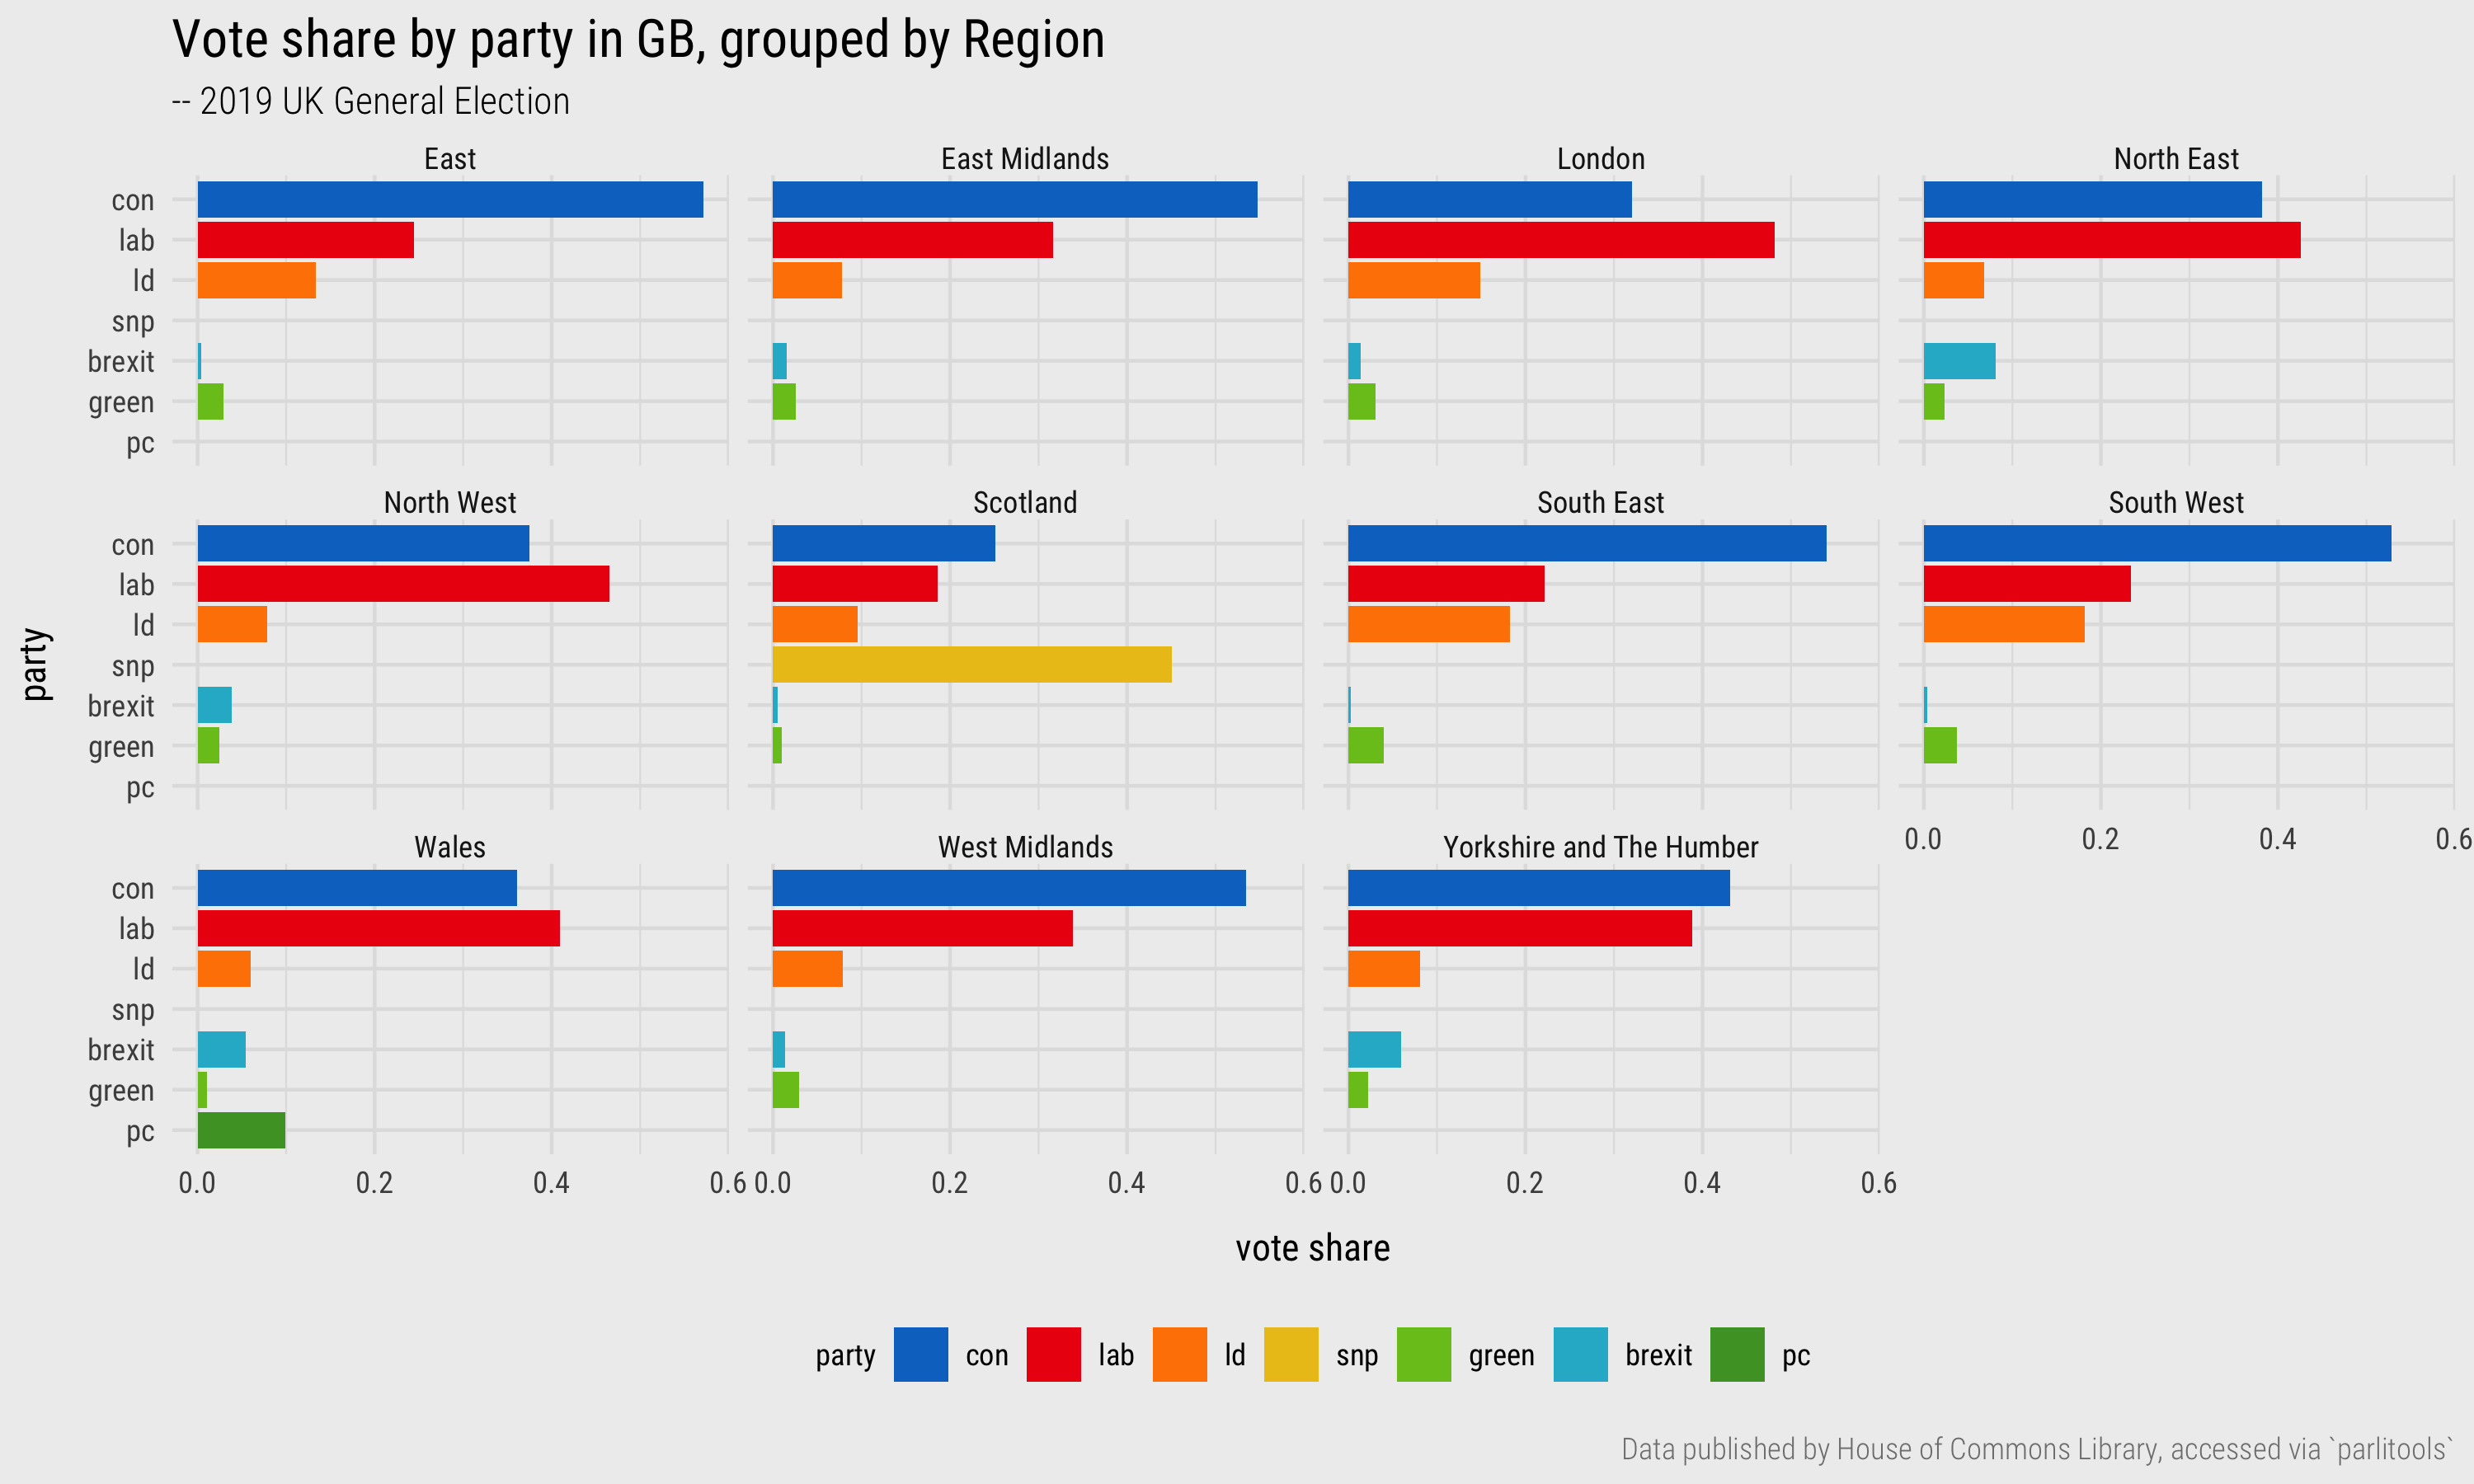 Vote share by party in GB, grouped by Region
-- 2019 UK General Election
East
East Midlands
London
North East
con
lab
ld
snp
brexit
green
pc
North West
Scotland
South East
South West
con
lab
ld
snp
brexit
green
pc
0.0 0.2 0.4 0.6
Wales
West Midlands
Yorkshire and The Humber
con
lab
ld
snp
brexit
green
pc
0.0 0.2 0.4 0.6
0.0 0.2 0.4 0.6
0.0 0.2 0.4 0.6
party
vote share
party con lab ld snp green brexit pc
Data published by House of Commons Library, accessed via `parlitools`